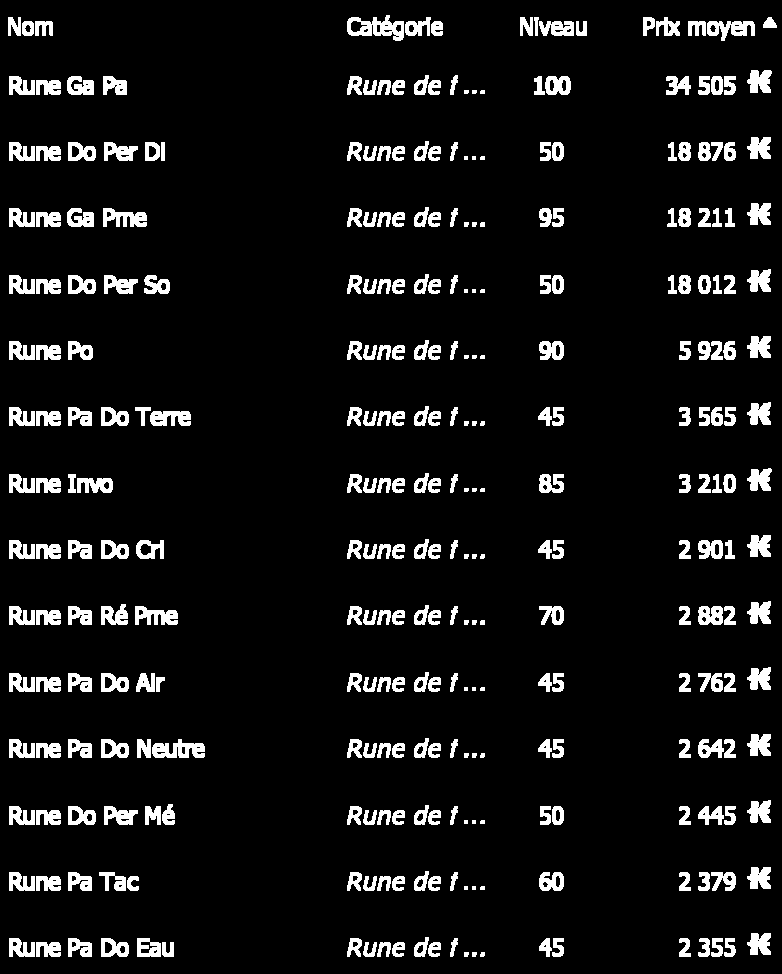 Nom Catégorie Niveau Prix moyen
Rune Ga Pa Rune de f ... 100 34 505
Rune Do Per Di Rune de f ... 50 18 876
Rune Ga Pme Rune de f ... 95 18 211
Rune Do Per So Rune de f ... 50 18 012
Rune Po Rune de f ... 90 5 926
Rune Pa Do Terre Rune de f ... 45 3 565
Rune Invo Rune de f ... 85 3 210
Rune Pa Do Cri Rune de f ... 45 2 901
Rune Pa Ré Pme Rune de f ... 70 2 882
Rune Pa Do Air Rune de f ... 45 2 762
Rune Pa Do Neutre Rune de f ... 45 2 642
Rune Do Per Mé Rune de f ... 50 2 445
Rune Pa Tac Rune de f ... 60 2 379
Rune Pa Do Eau Rune de f ... 45 2 355